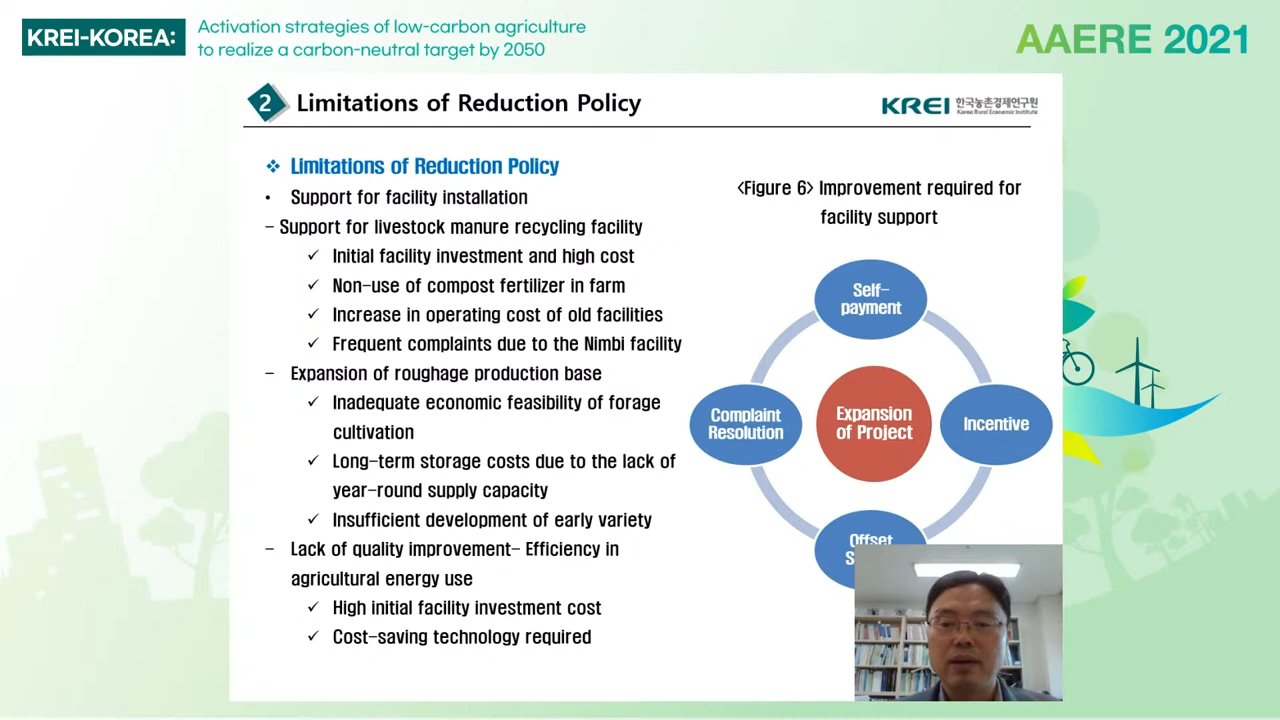 KREI-KOREA:
Activation strategies of low-carbon agriculture
to realize a carbon-neutral target by 2050
AAERE 2021
2 Limitations of Reduction Policy
KREI 한국농촌경제연구원
Korea Rural Economic Institute
❖ Limitations of Reduction Policy
• Support for facility installation
- Support for livestock manure recycling facility
✓ Initial facility investment and high cost
✓ Non-use of compost fertilizer in farm
✓ Increase in operating cost of old facilities
✓ Frequent complaints due to the Nimbi facility
- Expansion of roughage production base
✓ Inadequate economic feasibility of forage
cultivation
✓ Long-term storage costs due to the lack of
year-round supply capacity
✓ Insufficient development of early variety
- Lack of quality improvement- Efficiency in
agricultural energy use
✓ High initial facility investment cost
✓ Cost-saving technology required
<Figure 6> Improvement required for
facility support
Self-
payment
Complaint
Resolution
Expansion
of Project
Incentive
Offset